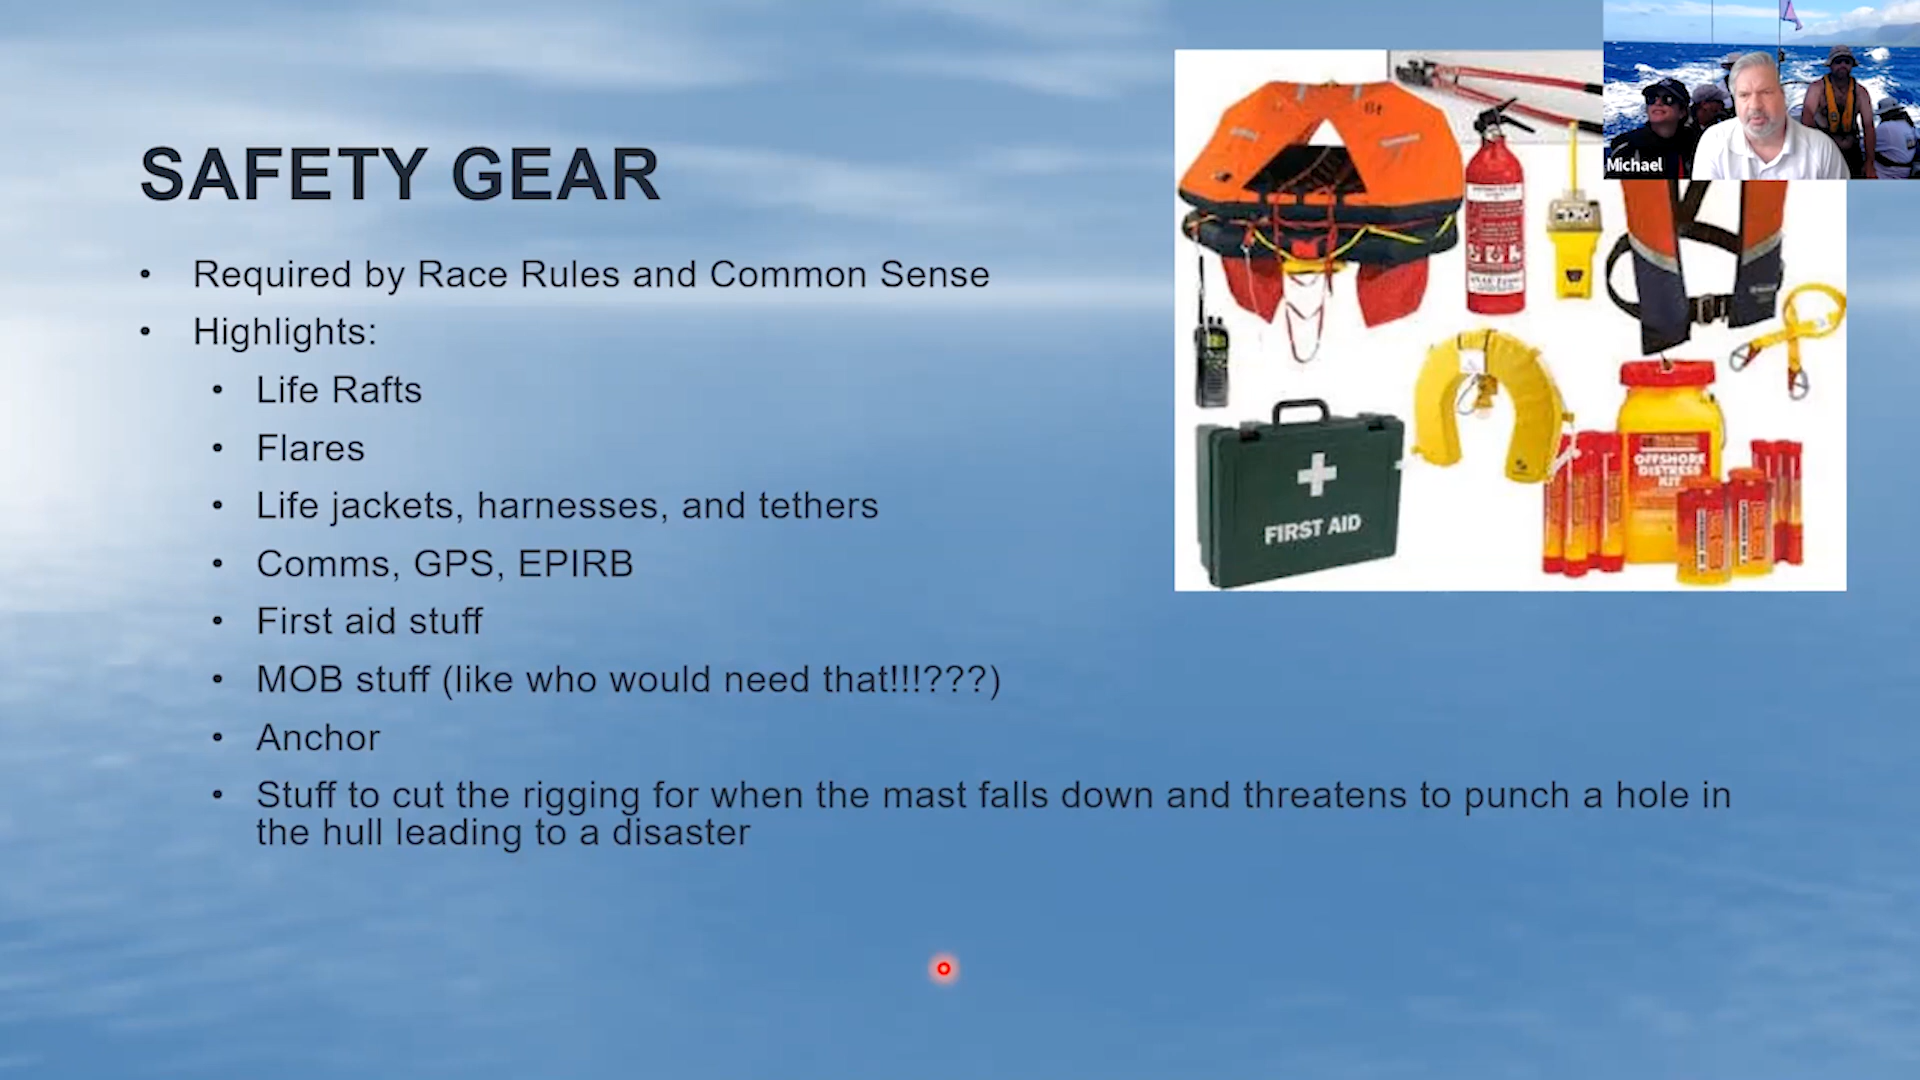 SAFETY GEAR
• Required by Race Rules and Common Sense
• Highlights:
• Life Rafts
• Flares
• Life jackets, harnesses, and tethers
• Comms, GPS, EPIRB
• First aid stuff
• MOB stuff (like who would need that!!!???)
• Anchor
• Stuff to cut the rigging for when the mast falls down and threatens to punch a hole in
the hull leading to a disaster
Michael
OFFSHORE
DISTRESS
KIT
FIRST AID